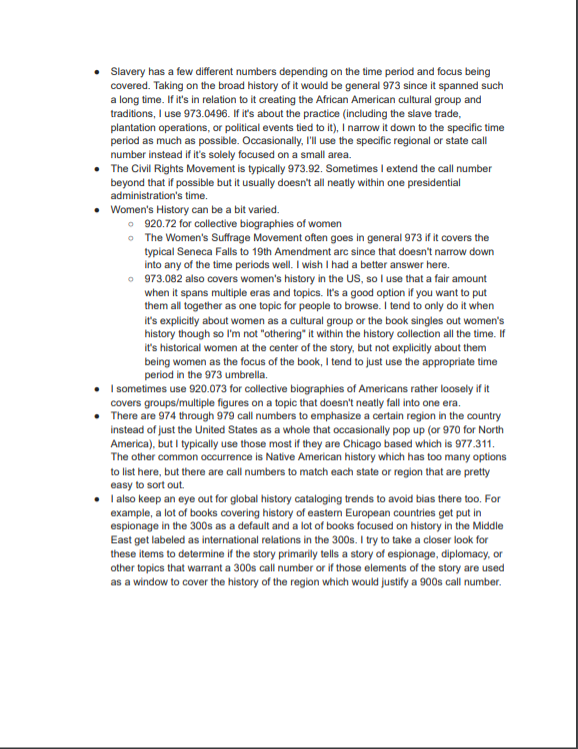 • Slavery has a few different numbers depending on the time period and focus being
covered. Taking on the broad history of it would be general 973 since it spanned such
a long time. If it's in relation to it creating the African American cultural group and
traditions, I use 973.0496. If it's about the practice (including the slave trade,
plantation operations, or political events tied to it), I narrow it down to the specific time
period as much as possible. Occasionally, I'll use the specific regional or state call
number instead if it's solely focused on a small area.
• The Civil Rights Movement is typically 973.92. Sometimes I extend the call number
beyond that if possible but it usually doesn't all neatly within one presidential
administration's time.
• Women's History can be a bit varied.
○ 920.72 for collective biographies of women
○ The Women's Suffrage Movement often goes in general 973 if it covers the
typical Seneca Falls to 19th Amendment arc since that doesn't narrow down
into any of the time periods well. I wish I had a better answer here.
○ 973.082 also covers women's history in the US, so I use that a fair amount
when it spans multiple eras and topics. It's a good option if you want to put
them all together as one topic for people to browse. I tend to only do it when
it's explicitly about women as a cultural group or the book singles out women's
history though so I'm not "othering" it within the history collection all the time. If
it's historical women at the center of the story, but not explicitly about them
being women as the focus of the book, I tend to just use the appropriate time
period in the 973 umbrella.
• I sometimes use 920.073 for collective biographies of Americans rather loosely if it
covers groups/multiple figures on a topic that doesn't neatly fall into one era.
• There are 974 through 979 call numbers to emphasize a certain region in the country
instead of just the United States as a whole that occasionally pop up (or 970 for North
America), but I typically use those most if they are Chicago based which is 977.311.
The other common occurrence is Native American history which has too many options
to list here, but there are call numbers to match each state or region that are pretty
easy to sort out.
• I also keep an eye out for global history cataloging trends to avoid bias there too. For
example, a lot of books covering history of eastern European countries get put in
espionage in the 300s as a default and a lot of books focused on history in the Middle
East get labeled as international relations in the 300s. I try to take a closer look for
these items to determine if the story primarily tells a story of espionage, diplomacy, or
other topics that warrant a 300s call number or if those elements of the story are used
as a window to cover the history of the region which would justify a 900s call number.